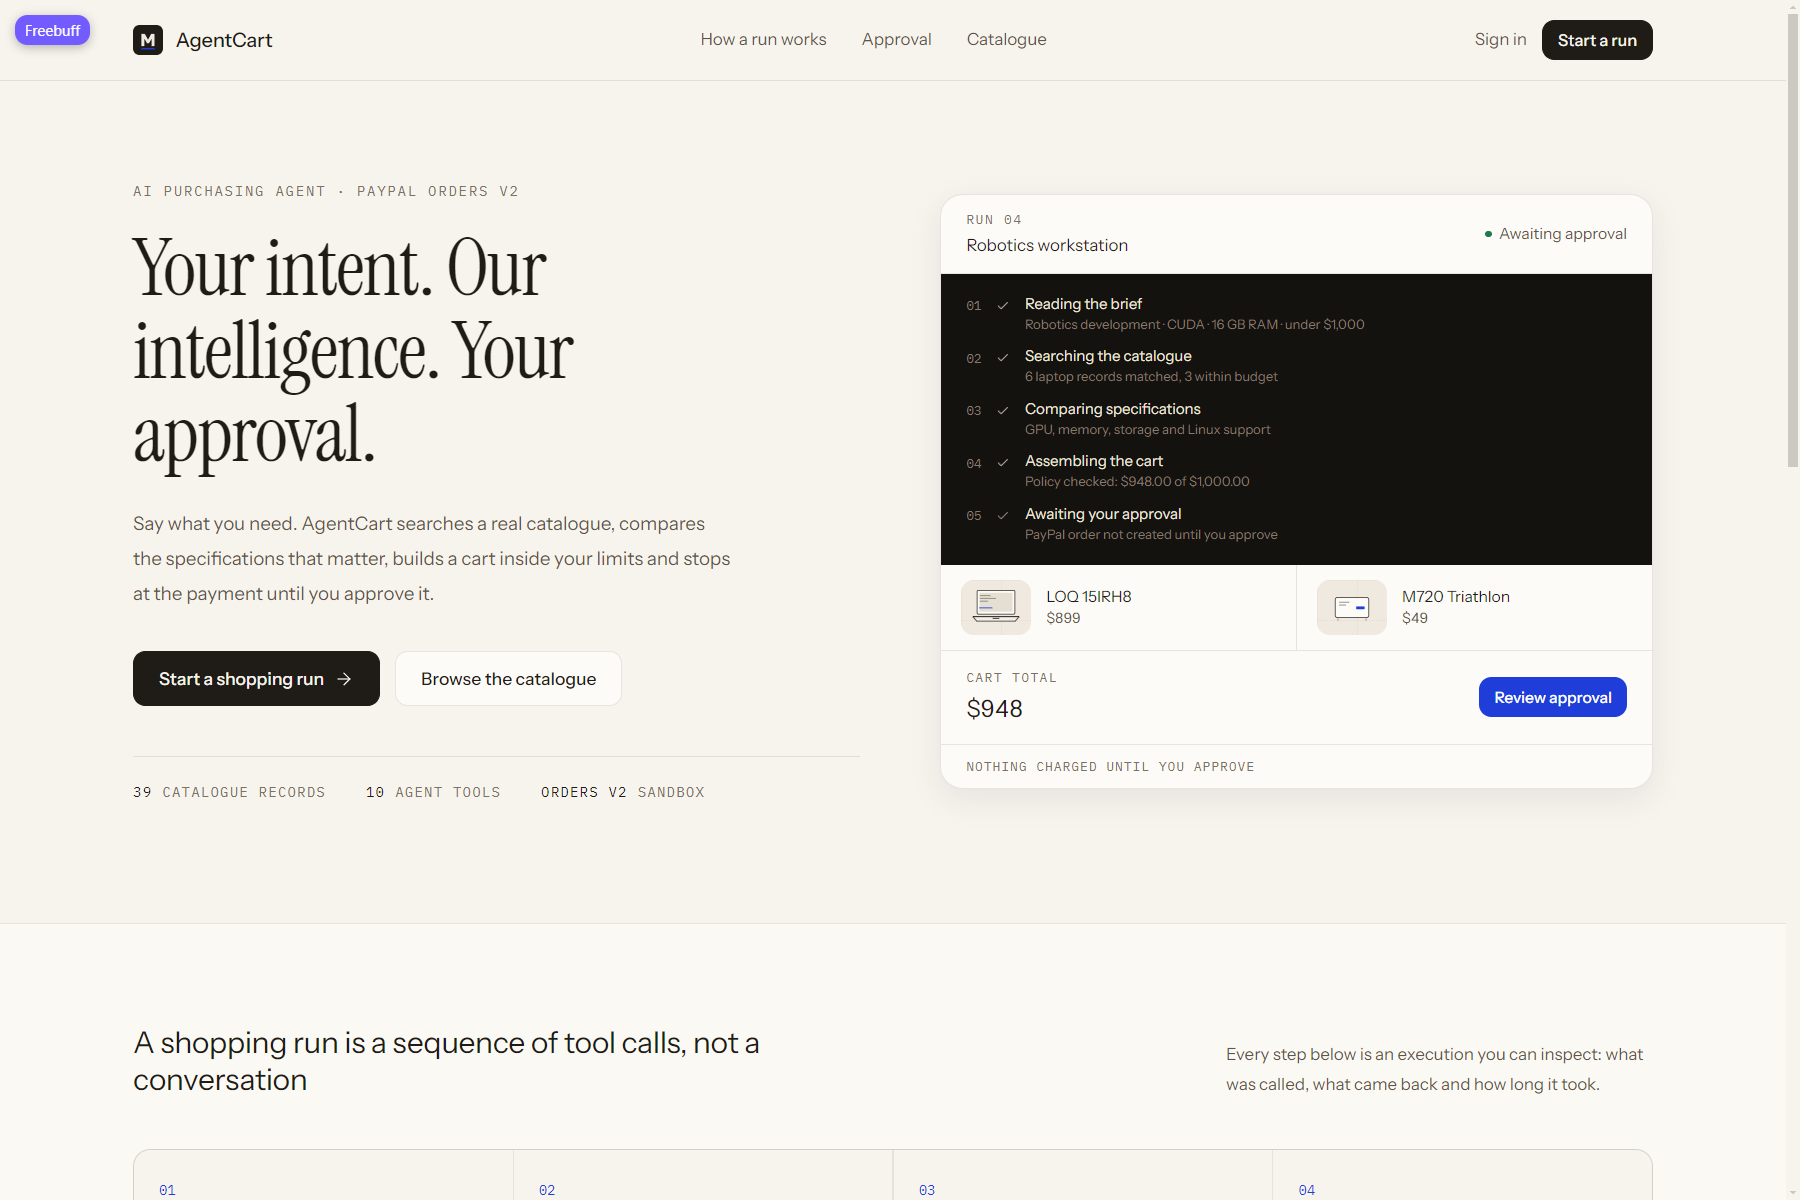 Freebuff
M AgentCart
How a run works
Approval
Catalogue
Sign in
Start a run
AI PURCHASING AGENT · PAYPAL ORDERS V2
Your intent. Our
intelligence. Your
approval.
Say what you need. AgentCart searches a real catalogue, compares
the specifications that matter, builds a cart inside your limits and stops
at the payment until you approve it.
Start a shopping run →
Browse the catalogue
39 CATALOGUE RECORDS
10 AGENT TOOLS
ORDERS V2 SANDBOX
RUN 04
Robotics workstation
Awaiting approval
01 ✓ Reading the brief
Robotics development · CUDA · 16 GB RAM · under $1,000
02 ✓ Searching the catalogue
6 laptop records matched, 3 within budget
03 ✓ Comparing specifications
GPU, memory, storage and Linux support
04 ✓ Assembling the cart
Policy checked: $948.00 of $1,000.00
05 ✓ Awaiting your approval
PayPal order not created until you approve
LOQ 15IRH8
$899
M720 Triathlon
$49
CART TOTAL
$948
Review approval
NOTHING CHARGED UNTIL YOU APPROVE
A shopping run is a sequence of tool calls, not a
conversation
Every step below is an execution you can inspect: what
was called, what came back and how long it took.
01
02
03
04